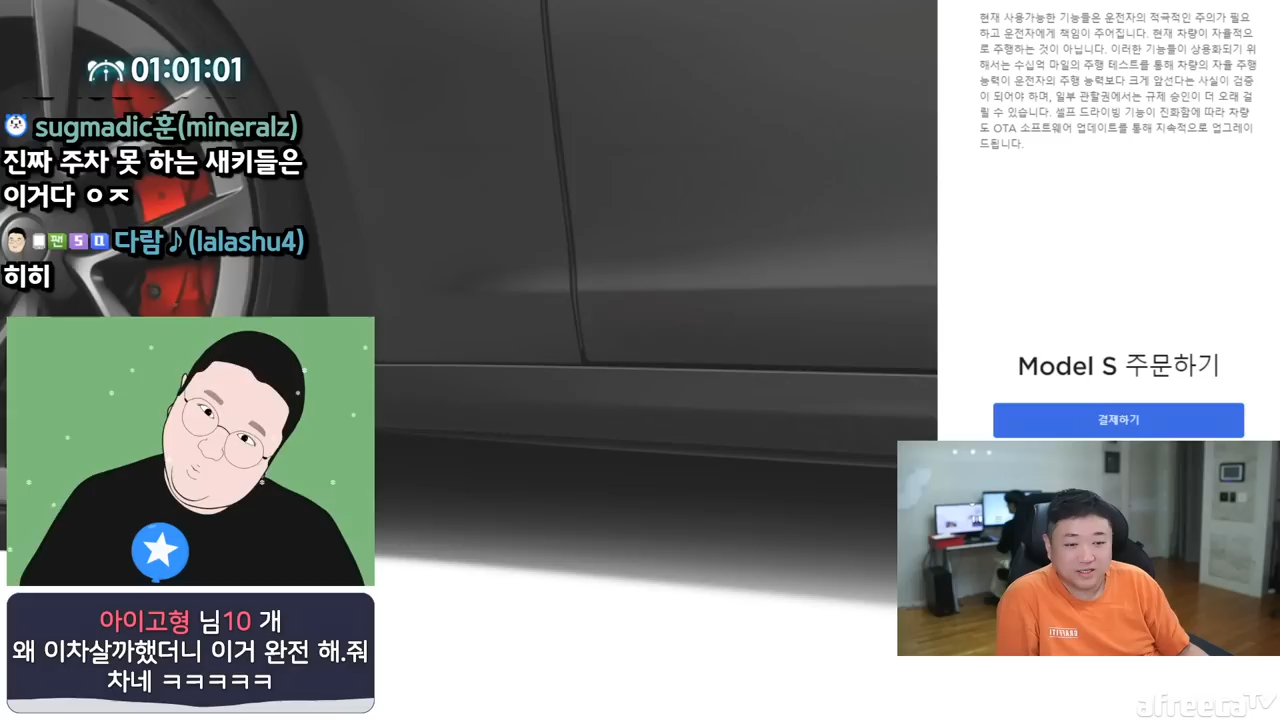 01:01:01
sugmadic훈(mineralz)
진짜 주차 못 하는 새키들은
이거다 ㅇㅈ
팬 S 다람♪(lalashu4)
히히
아이고형 님10 개
왜 이차살까했더니 이거 완전 해.줘
차네 ㅋㅋㅋㅋㅋ
현재 사용가능한 기능들은 운전자의 적극적인 주의가 필요
하고 운전자에게 책임이 주어집니다. 현재 차량이 자율적으
로 주행하는 것이 아닙니다. 이러한 기능들이 상용화되기 위
해서는 수십억 마일의 주행 테스트를 통해 차량의 자율 주행
능력이 운전자의 주행 능력보다 크게 앞선다는 사실이 검증
이 되어야 하며, 일부 관할권에서는 규제 승인이 더 오래 걸
릴 수 있습니다. 셀프 드라이빙 기능이 진화함에 따라 차량
도 OTA 소프트웨어 업데이트를 통해 지속적으로 업그레이
드됩니다.
Model S 주문하기
결제하기
afreecaTV